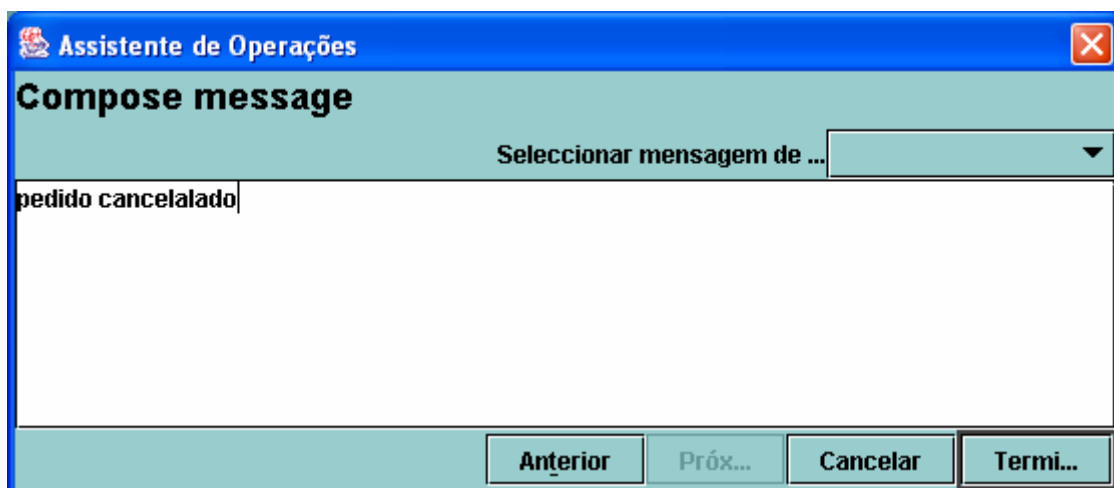 Assistente de Operações
Compose message
Seleccionar mensagem de ...
pedido cancelalado
Anterior Próx... Cancelar Termi...